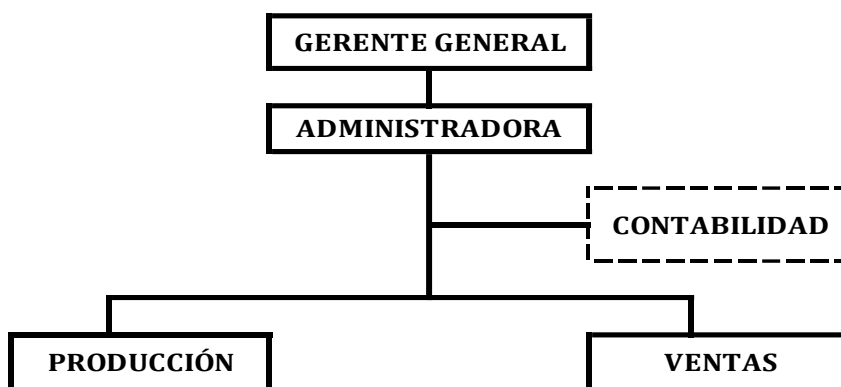 GERENTE GENERAL
ADMINISTRADORA
CONTABILIDAD
PRODUCCIÓN
VENTAS